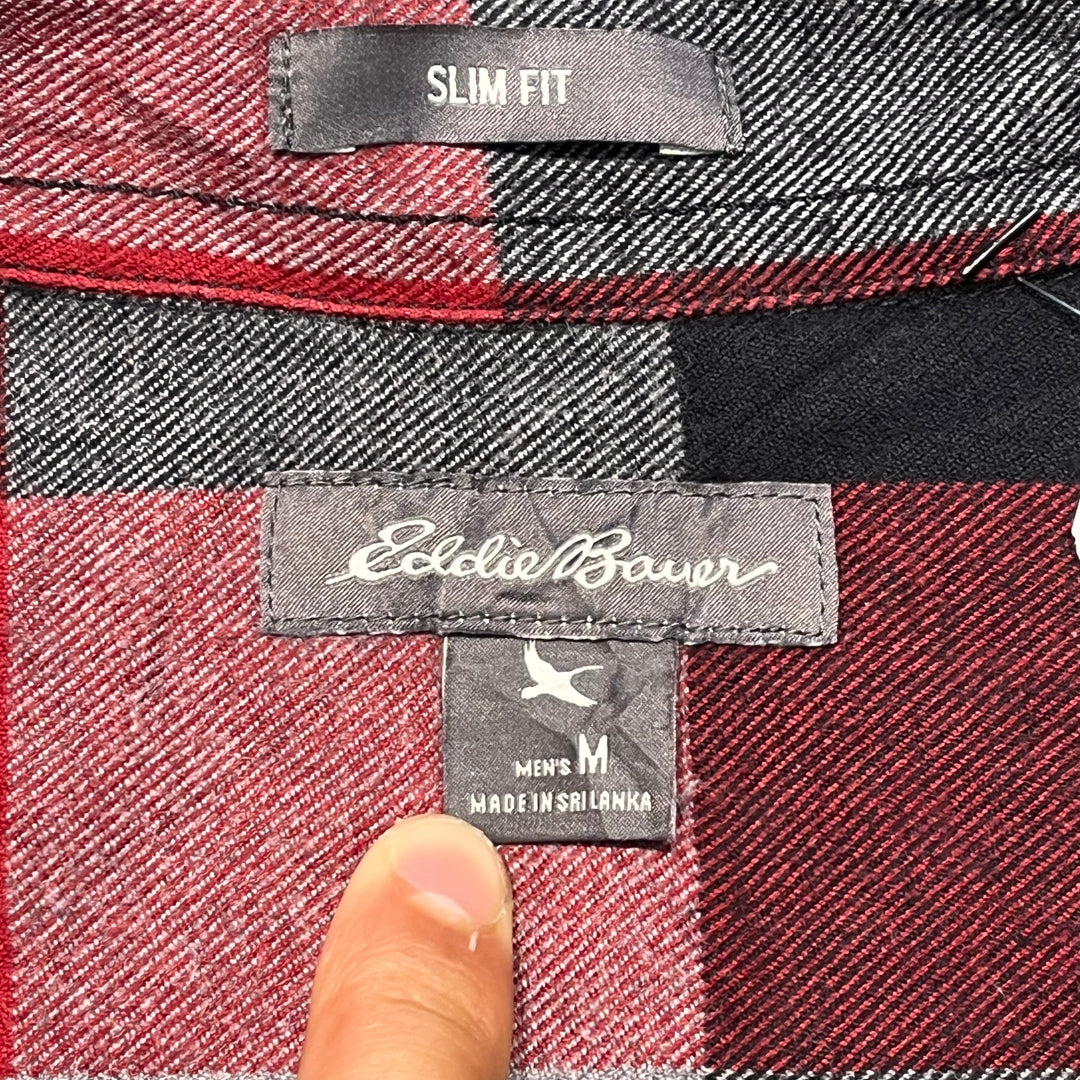 SLIM FIT
Eddie Bauer
MEN'S M
MADE IN SRI LANKA